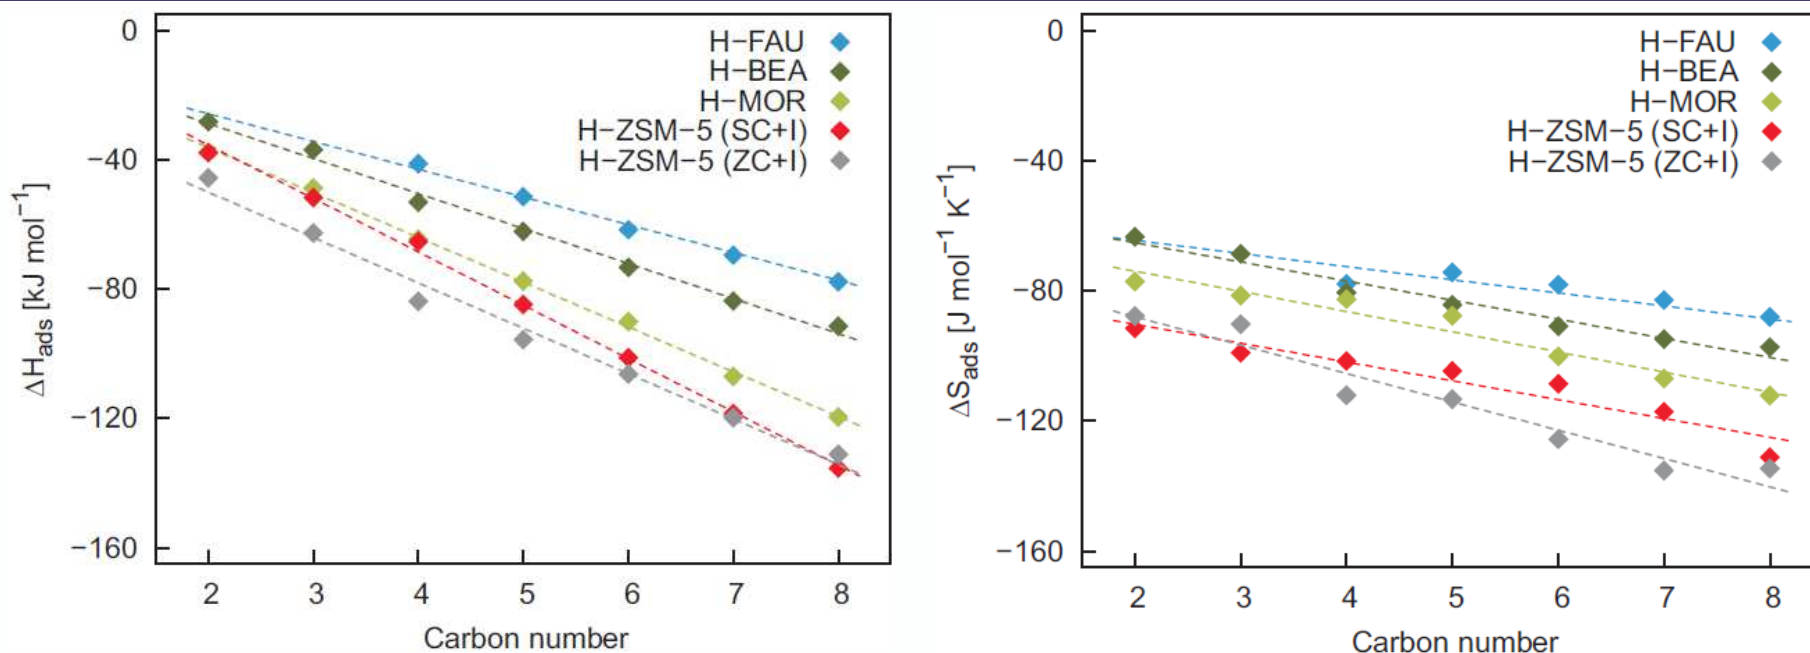 0
−40
−80
−120
−160
ΔH_ads [kJ mol⁻¹]
H−FAU
H−BEA
H−MOR
H−ZSM−5 (SC+I)
H−ZSM−5 (ZC+I)
2 3 4 5 6 7 8
Carbon number
0
−40
−80
−120
−160
ΔS_ads [J mol⁻¹ K⁻¹]
H−FAU
H−BEA
H−MOR
H−ZSM−5 (SC+I)
H−ZSM−5 (ZC+I)
2 3 4 5 6 7 8
Carbon number